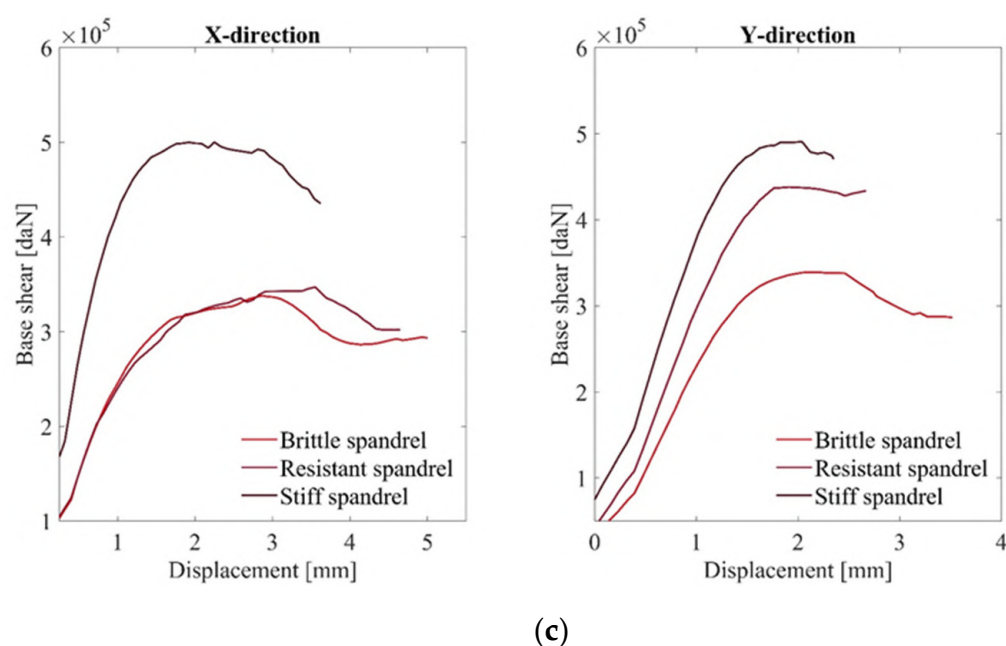 X-direction
×10⁵
6
5
4
3
2
1
Base shear [daN]
Brittle spandrel
Resistant spandrel
Stiff spandrel
1 2 3 4 5
Displacement [mm]
Y-direction
×10⁵
6
5
4
3
2
1
Base shear [daN]
Brittle spandrel
Resistant spandrel
Stiff spandrel
0 1 2 3 4
Displacement [mm]
(c)